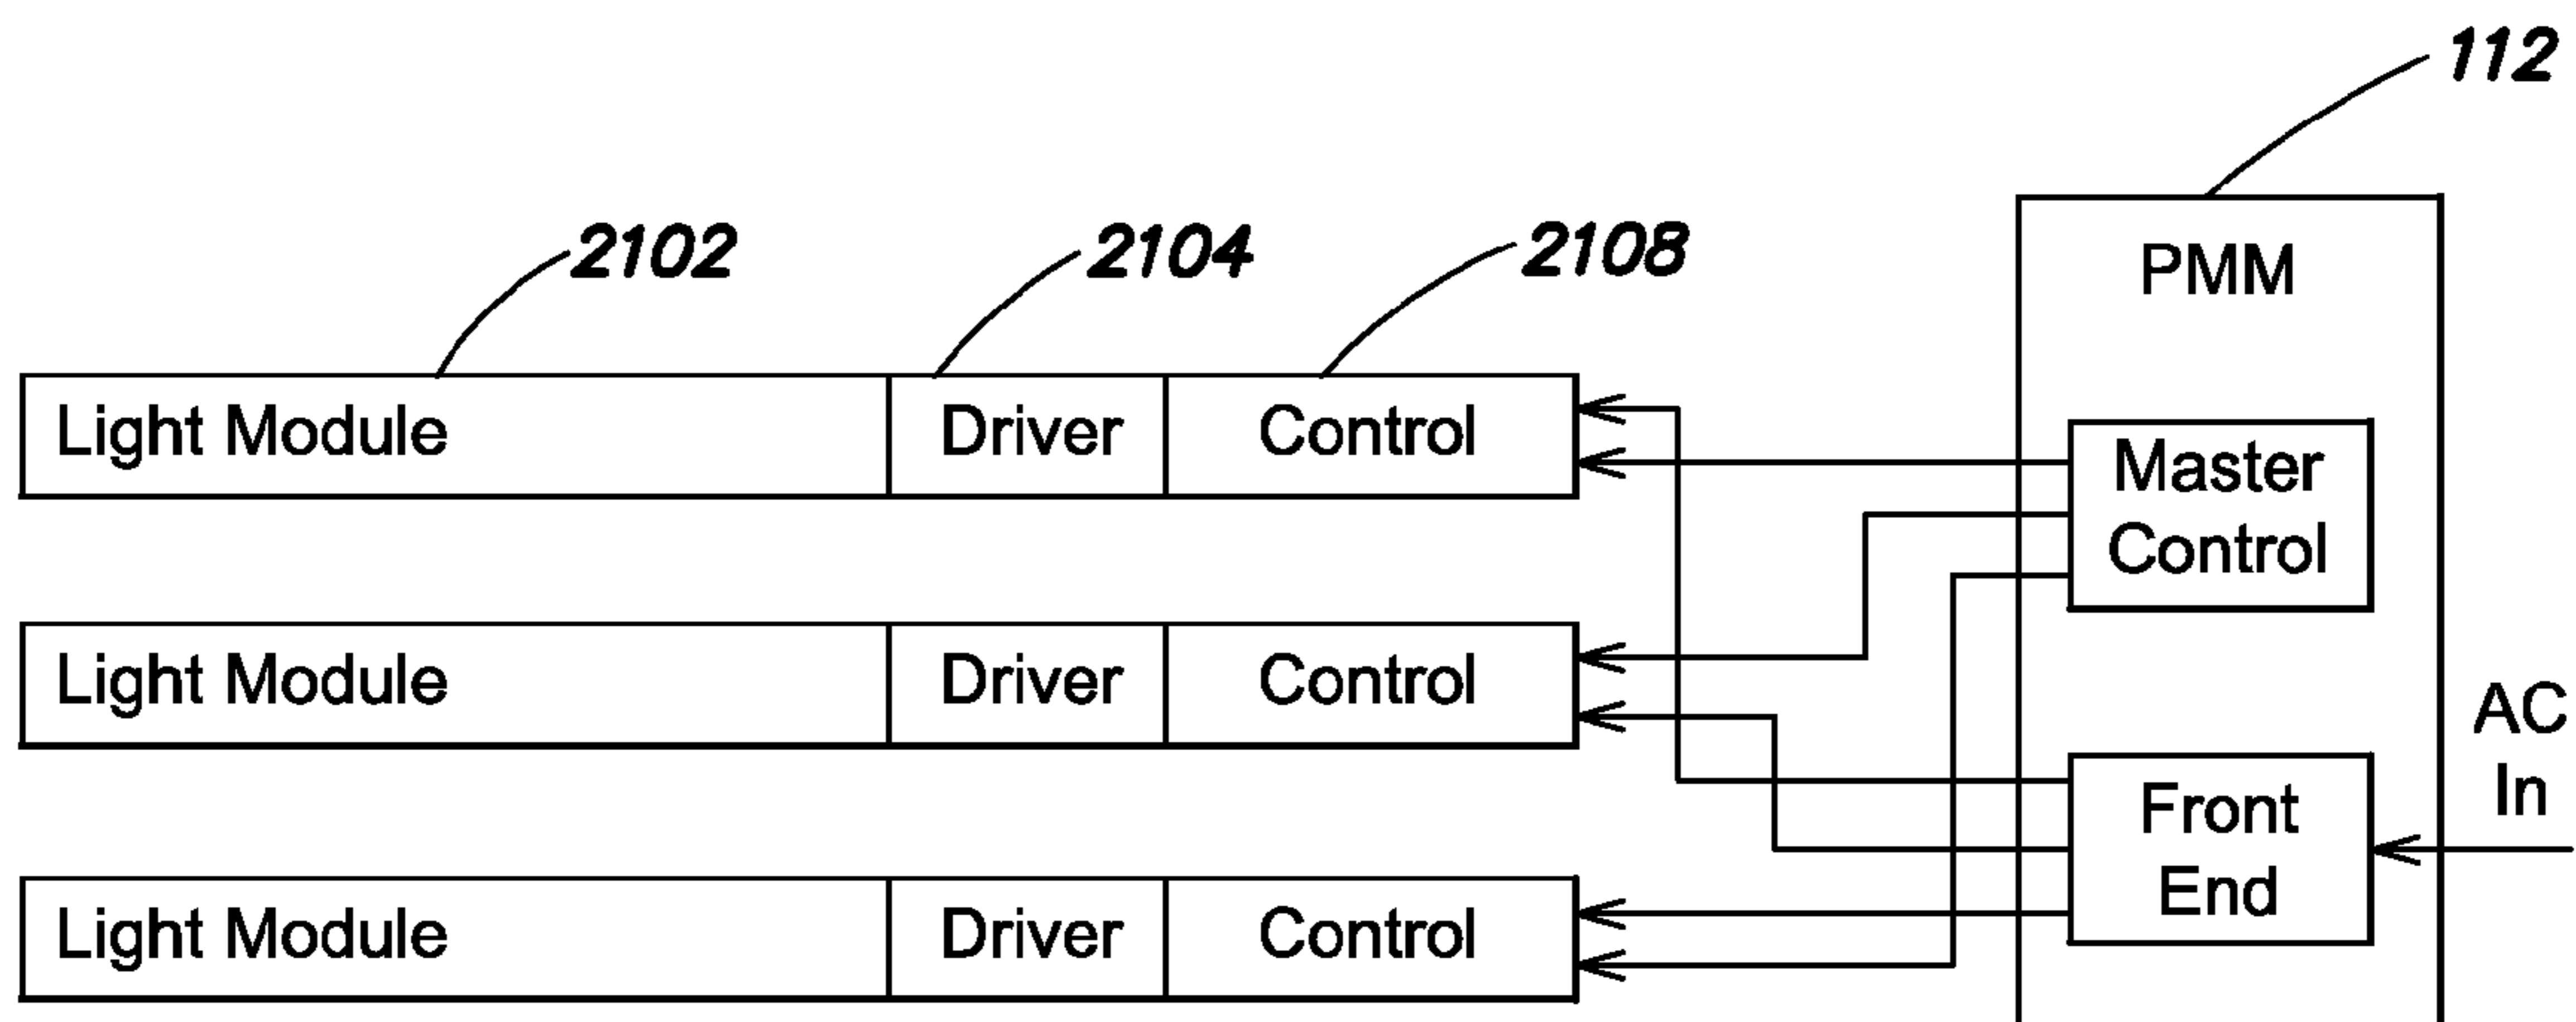 112
2102
2104
2108
PMM
Light Module
Driver
Control
Master
Control
Light Module
Driver
Control
AC
In
Front
End
Light Module
Driver
Control